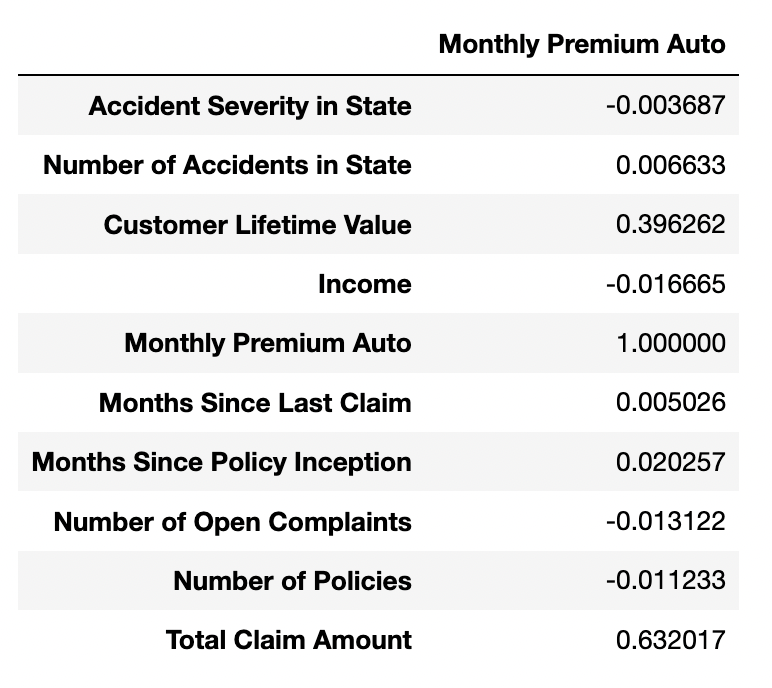 Monthly Premium Auto
Accident Severity in State -0.003687
Number of Accidents in State 0.006633
Customer Lifetime Value 0.396262
Income -0.016665
Monthly Premium Auto 1.000000
Months Since Last Claim 0.005026
Months Since Policy Inception 0.020257
Number of Open Complaints -0.013122
Number of Policies -0.011233
Total Claim Amount 0.632017